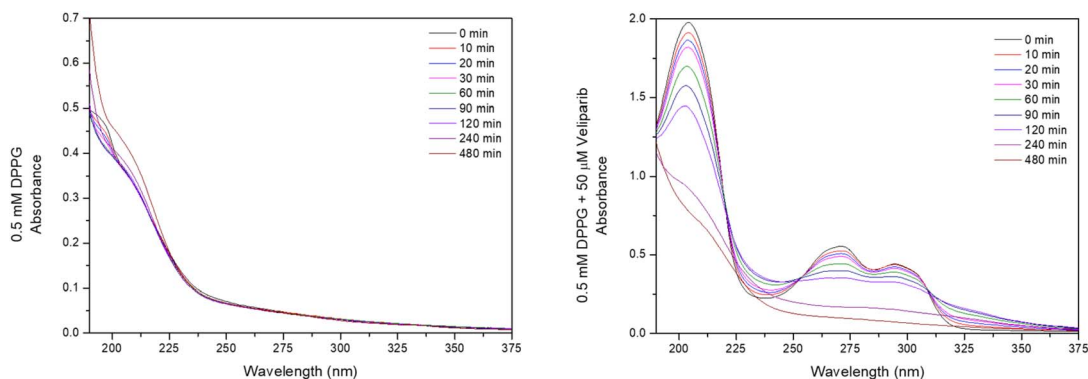 0.5 mM DPPG
Absorbance
0.7
0.6
0.5
0.4
0.3
0.2
0.1
0.0
200
225
250
275
300
325
350
375
Wavelength (nm)
0 min
10 min
20 min
30 min
60 min
90 min
120 min
240 min
480 min
0.5 mM DPPG + 50 μM Veliparib
Absorbance
2.0
1.5
1.0
0.5
0.0
200
225
250
275
300
325
350
375
Wavelength (nm)
0 min
10 min
20 min
30 min
60 min
90 min
120 min
240 min
480 min